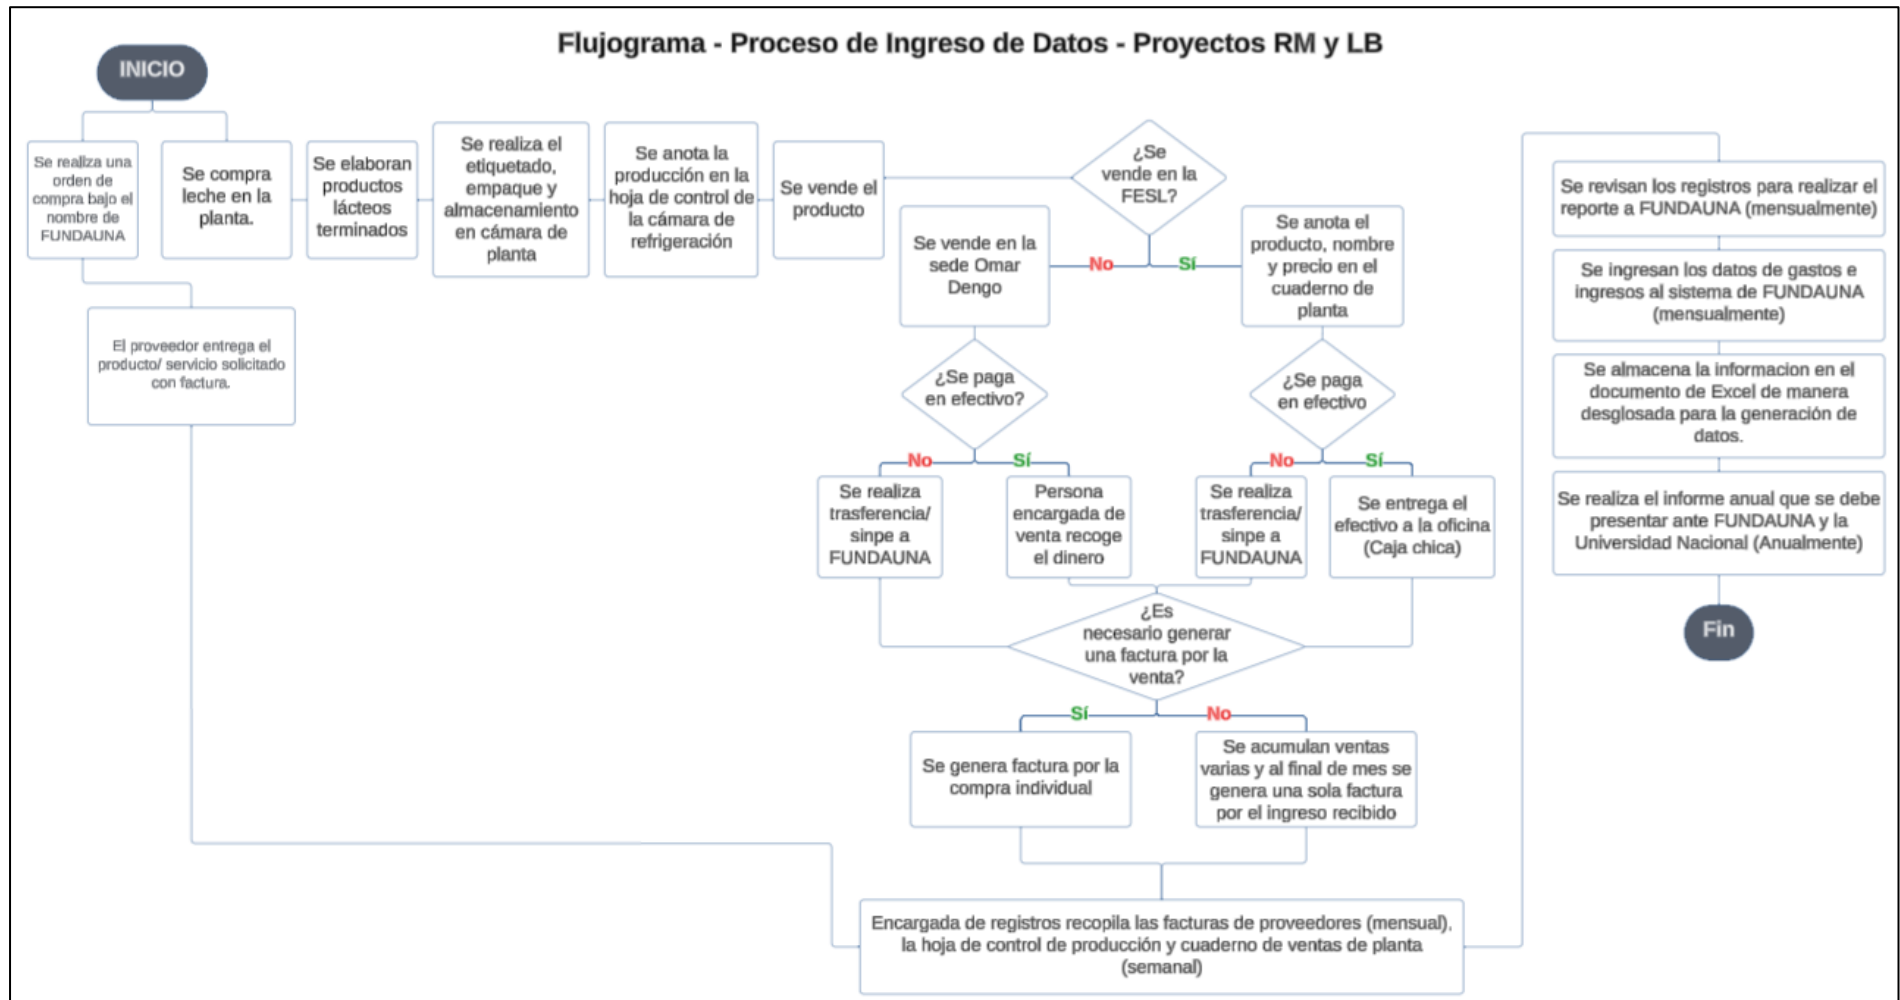 Flujograma - Proceso de Ingreso de Datos - Proyectos RM y LB
INICIO
Se realiza una
orden de
compra bajo el
nombre de
FUNDAUNA
Se compra
leche en la
planta.
Se elaboran
productos
lácteos
terminados
Se realiza el
etiquetado,
empaque y
almacenamiento
en cámara de
planta
Se anota la
producción en la
hoja de control de
la cámara de
refrigeración
Se vende el
producto
¿Se
vende en la
FESL?
No
Sí
Se vende en la
sede Omar
Dengo
Se anota el
producto, nombre
y precio en el
cuaderno de
planta
El proveedor entrega el
producto/ servicio solicitado
con factura.
¿Se paga
en efectivo?
No
Sí
¿Se paga
en efectivo
No
Sí
Se realiza
trasferencia/
sinpe a
FUNDAUNA
Persona
encargada de
venta recoge
el dinero
Se realiza
trasferencia/
sinpe a
FUNDAUNA
Se entrega el
efectivo a la oficina
(Caja chica)
¿Es
necesario generar
una factura por la
venta?
Sí
No
Se genera factura por la
compra individual
Se acumulan ventas
varias y al final de mes se
genera una sola factura
por el ingreso recibido
Encargada de registros recopila las facturas de proveedores (mensual),
la hoja de control de producción y cuaderno de ventas de planta
(semanal)
Se revisan los registros para realizar el
reporte a FUNDAUNA (mensualmente)
Se ingresan los datos de gastos e
ingresos al sistema de FUNDAUNA
(mensualmente)
Se almacena la informacion en el
documento de Excel de manera
desglosada para la generación de
datos.
Se realiza el informe anual que se debe
presentar ante FUNDAUNA y la
Universidad Nacional (Anualmente)
Fin